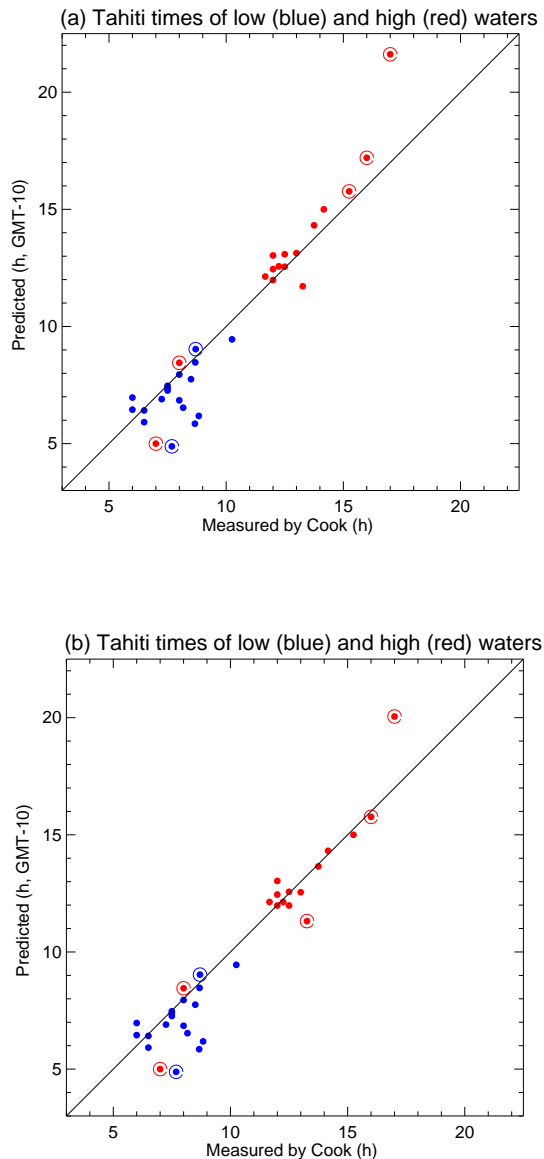 (a) Tahiti times of low (blue) and high (red) waters
20
15
10
5
Predicted (h, GMT-10)
5 10 15 20
Measured by Cook (h)
(b) Tahiti times of low (blue) and high (red) waters
20
15
10
5
Predicted (h, GMT-10)
5 10 15 20
Measured by Cook (h)